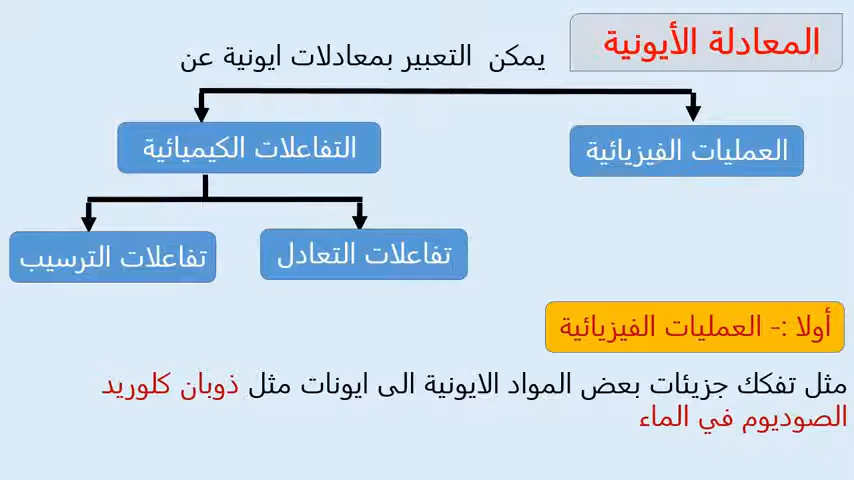 المعادلة الأيونية
يمكن التعبير بمعادلات ايونية عن
العمليات الفيزيائية
التفاعلات الكيميائية
تفاعلات التعادل
تفاعلات الترسيب
أولا :- العمليات الفيزيائية
مثل تفكك جزيئات بعض المواد الايونية الى ايونات مثل ذوبان كلوريد
الصوديوم في الماء